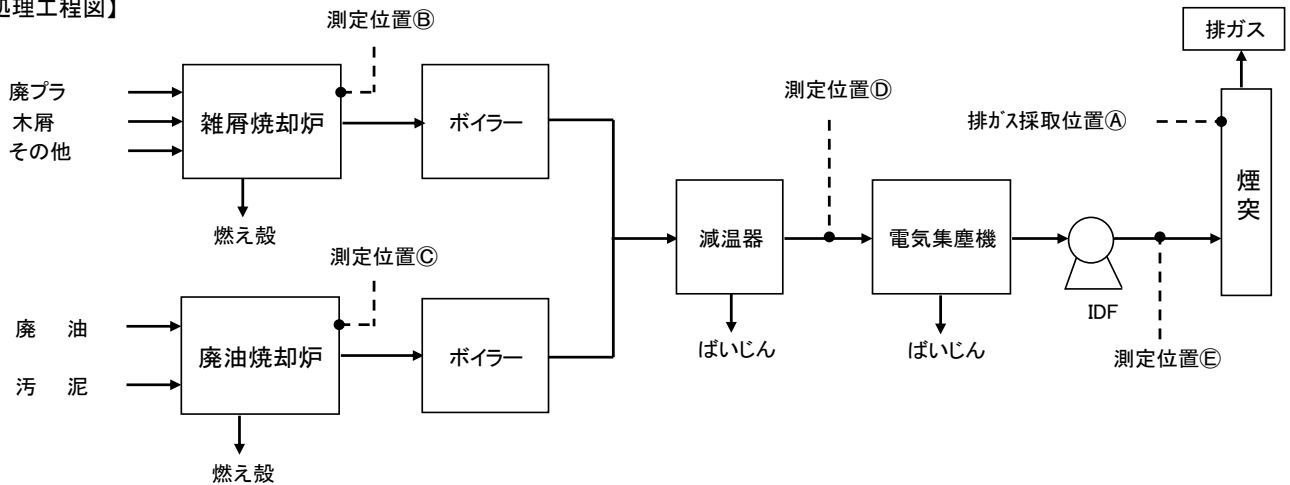 処理工程図】
測定位置Ⓑ
排ガス
廃プラ
木屑
その他
雑屑焼却炉
ボイラー
測定位置Ⓓ
排ガス採取位置Ⓐ
煙突
燃え殻
減温器
電気集塵機
測定位置Ⓒ
IDF
廃　油
汚　泥
廃油焼却炉
ボイラー
ばいじん
ばいじん
測定位置Ⓔ
燃え殻